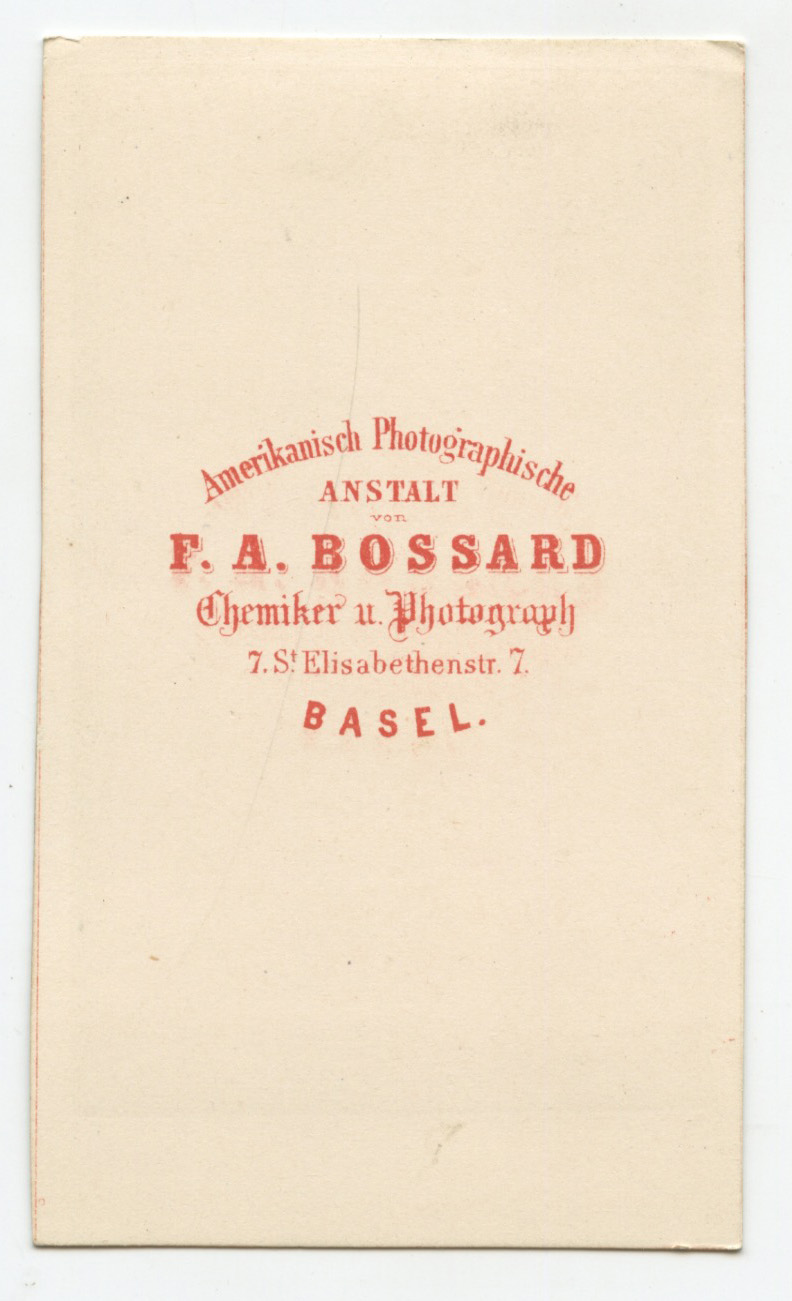 Amerikanisch Photographische
ANSTALT
von
F. A. BOSSARD
Chemiker u. Photograph
7. St Elisabethenstr. 7.
BASEL.